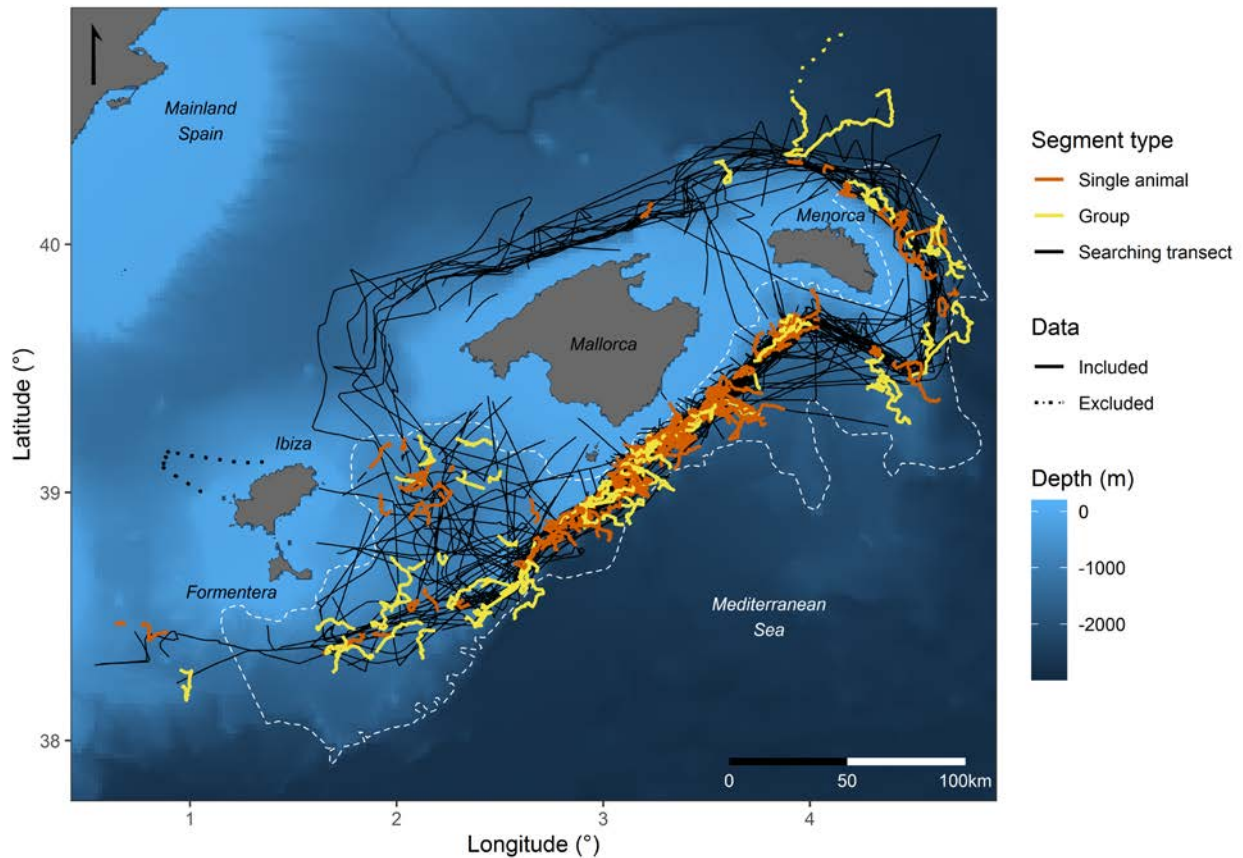 Mainland
Spain
Menorca
Mallorca
Ibiza
Formentera
Mediterranean
Sea
0
50
100km
40
39
38
Latitude (°)
1
2
3
4
Longitude (°)
Segment type
Single animal
Group
Searching transect
Data
Included
Excluded
Depth (m)
0
-1000
-2000